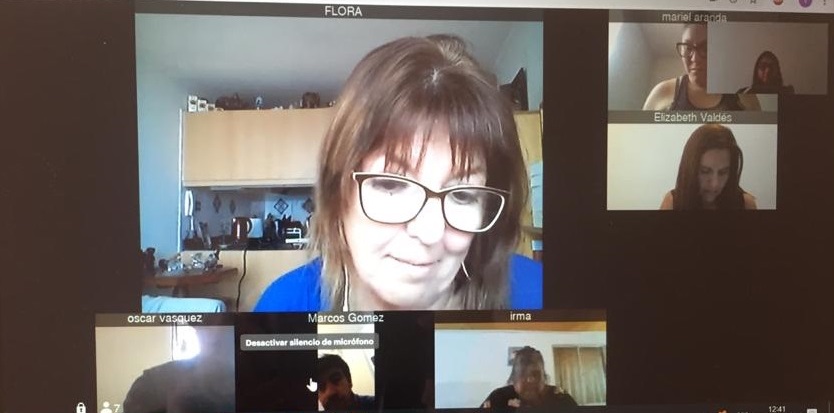 FLORA
mariel aranda
Elizabeth Valdés
oscar vasquez
Marcos Gomez
irma
Desactivar silencio de micrófono
7
12:41